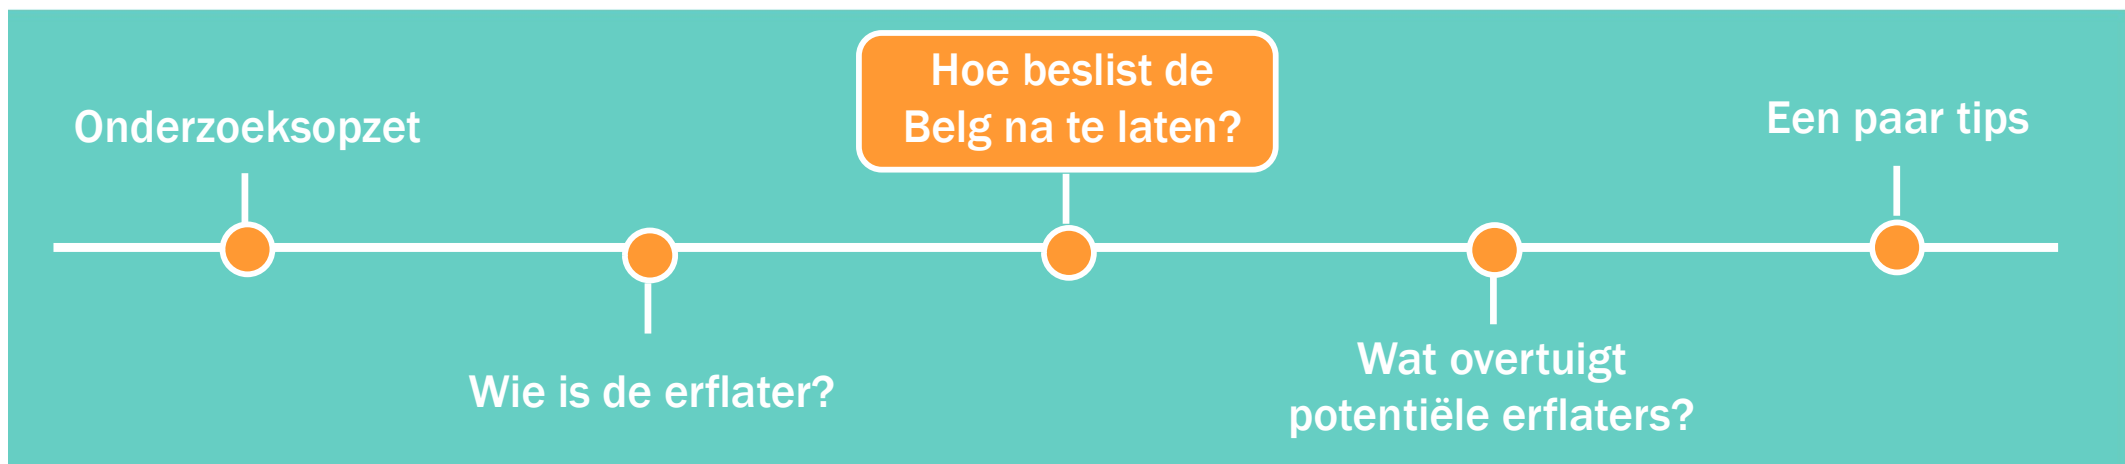 Onderzoeksopzet
Wie is de erflater?
Hoe beslist de
Belg na te laten?
Wat overtuigt
potentiële erflaters?
Een paar tips